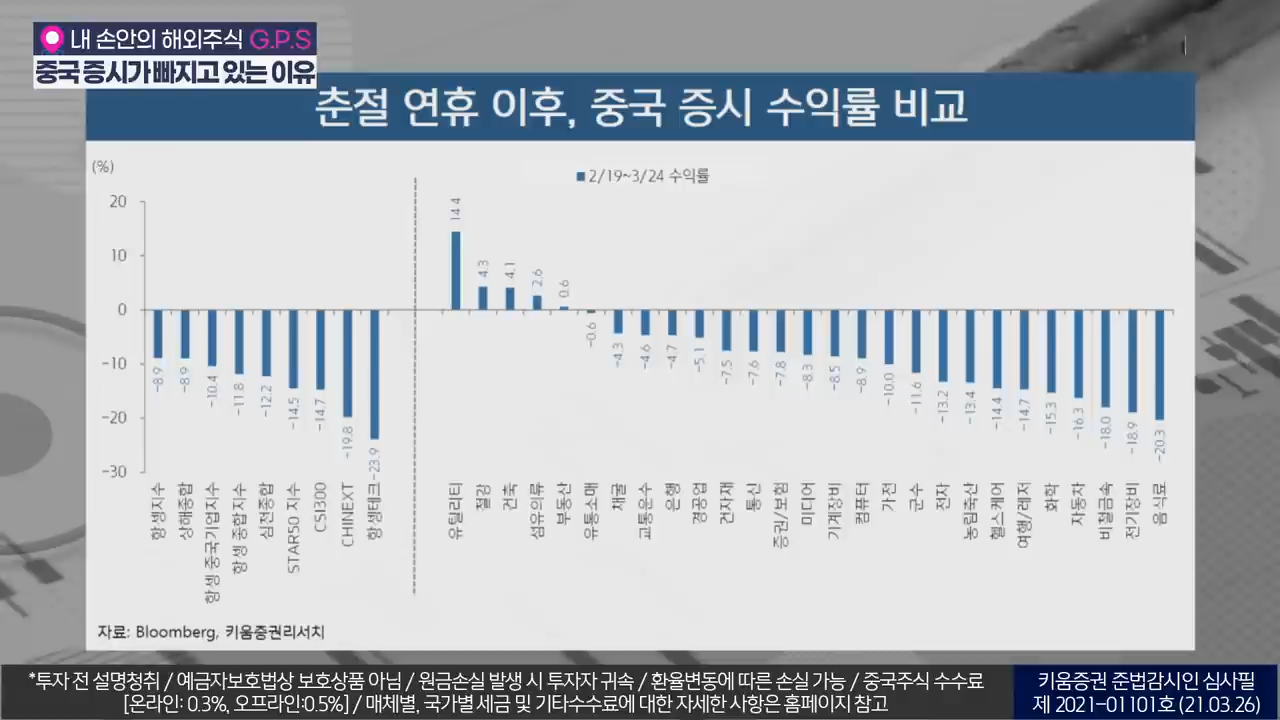 내 손안의 해외주식 G.P.S
중국 증시가 빠지고 있는 이유
춘절 연휴 이후, 중국 증시 수익률 비교
(%)
2/19~3/24 수익률
20
10
0
-10
-20
-30
-8.9
-8.9
-10.4
-11.8
-12.2
-14.5
-14.7
-19.8
-23.9
14.4
4.3
4.1
2.6
0.6
-0.6
-4.3
-4.6
-4.7
-5.1
-7.5
-7.6
-7.8
-8.3
-8.5
-8.9
-10.0
-11.6
-13.2
-13.4
-14.4
-14.7
-15.3
-16.3
-18.0
-18.9
-20.3
항셍지수
상해종합
항셍 중국기업지수
항셍 종합지수
심천종합
STAR50 지수
CSI300
CHINEXT
항셍테크
유틸리티
철강
건축
섬유의류
부동산
유통소매
채굴
교통운수
은행
경공업
건자재
통신
증권/보험
미디어
기계장비
컴퓨터
가전
군수
전자
농림축산
헬스케어
여행/레저
화학
자동차
비철금속
전기장비
음식료
자료: Bloomberg, 키움증권리서치
*투자 전 설명청취 / 예금자보호법상 보호상품 아님 / 원금손실 발생 시 투자자 귀속 / 환율변동에 따른 손실 가능 / 중국주식 수수료
[온라인: 0.3%, 오프라인:0.5%] / 매체별, 국가별 세금 및 기타수수료에 대한 자세한 사항은 홈페이지 참고
키움증권 준법감시인 심사필
제 2021-01101호 (21.03.26)